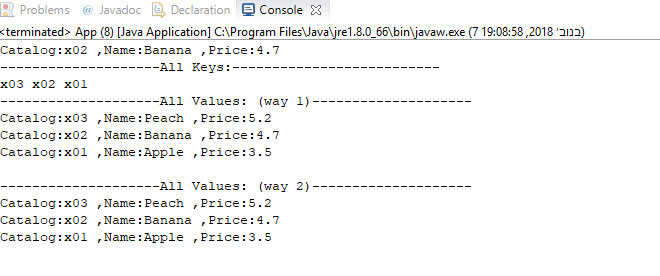 Problems @ Javadoc Declaration Console
<terminated> App (8) [Java Application] C:\Program Files\Java\jre1.8.0_66\bin\javaw.exe (7 בנוב׳ 2018, 19:08:58)
Catalog:x02 ,Name:Banana ,Price:4.7
--------------------All Keys:--------------------------
x03 x02 x01
--------------------All Values: (way 1)--------------------
Catalog:x03 ,Name:Peach ,Price:5.2
Catalog:x02 ,Name:Banana ,Price:4.7
Catalog:x01 ,Name:Apple ,Price:3.5
--------------------All Values: (way 2)--------------------
Catalog:x03 ,Name:Peach ,Price:5.2
Catalog:x02 ,Name:Banana ,Price:4.7
Catalog:x01 ,Name:Apple ,Price:3.5